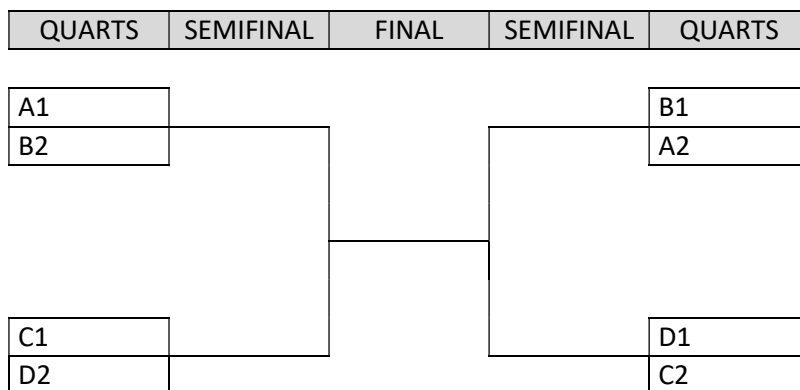 QUARTS SEMIFINAL FINAL SEMIFINAL QUARTS
A1 B1
B2 A2
C1 D1
D2 C2